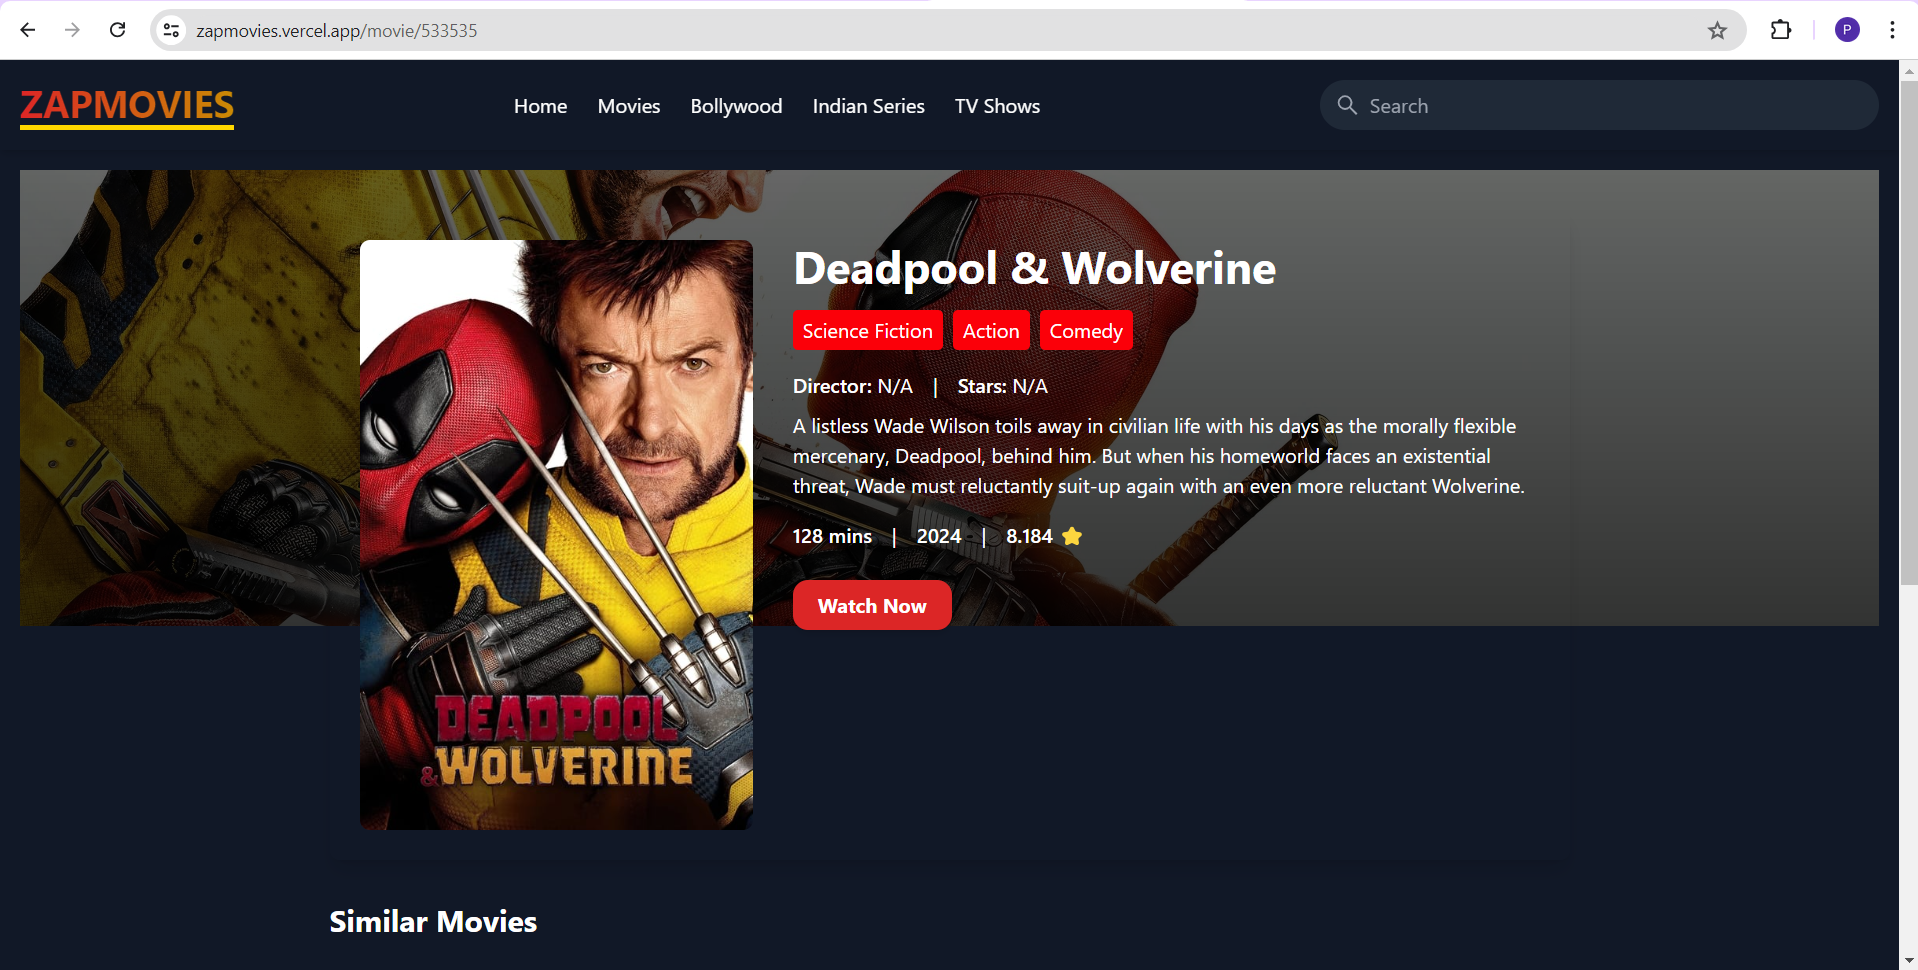 zapmovies.vercel.app/movie/533535
P
ZAPMOVIES
Home Movies Bollywood Indian Series TV Shows
Search
Deadpool & Wolverine
Science Fiction Action Comedy
Director: N/A | Stars: N/A
A listless Wade Wilson toils away in civilian life with his days as the morally flexible
mercenary, Deadpool, behind him. But when his homeworld faces an existential
threat, Wade must reluctantly suit-up again with an even more reluctant Wolverine.
128 mins | 2024 | 8.184
Watch Now
DEADPOOL
&WOLVERINE
Similar Movies